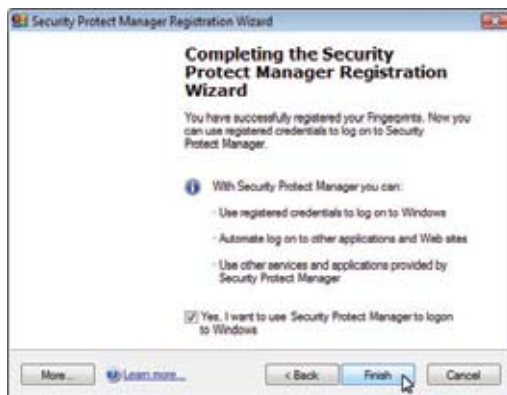 Security Protect Manager Registration Wizard
Completing the Security
Protect Manager Registration
Wizard
You have successfully registered your Fingerprints. Now you
can use registered credentials to log on to Security
Protect Manager.
With Security Protect Manager you can:
· Use registered credentials to log on to Windows
· Automate log on to other applications and Web sites
· Use other services and applications provided by
Security Protect Manager
Yes, I want to use Security Protect Manager to logon
to Windows
More... Learn more... < Back Finish Cancel